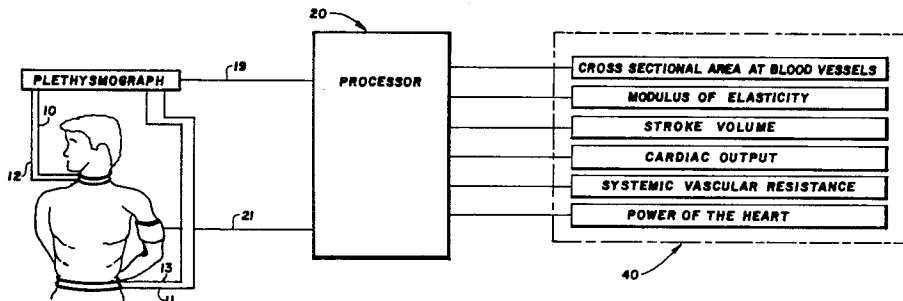 20
PLETHYSMOGRAPH
19
PROCESSOR
CROSS SECTIONAL AREA AT BLOOD VESSELS
10
MODULUS OF ELASTICITY
STROKE VOLUME
12
CARDIAC OUTPUT
SYSTEMIC VASCULAR RESISTANCE
21
POWER OF THE HEART
13
11
40